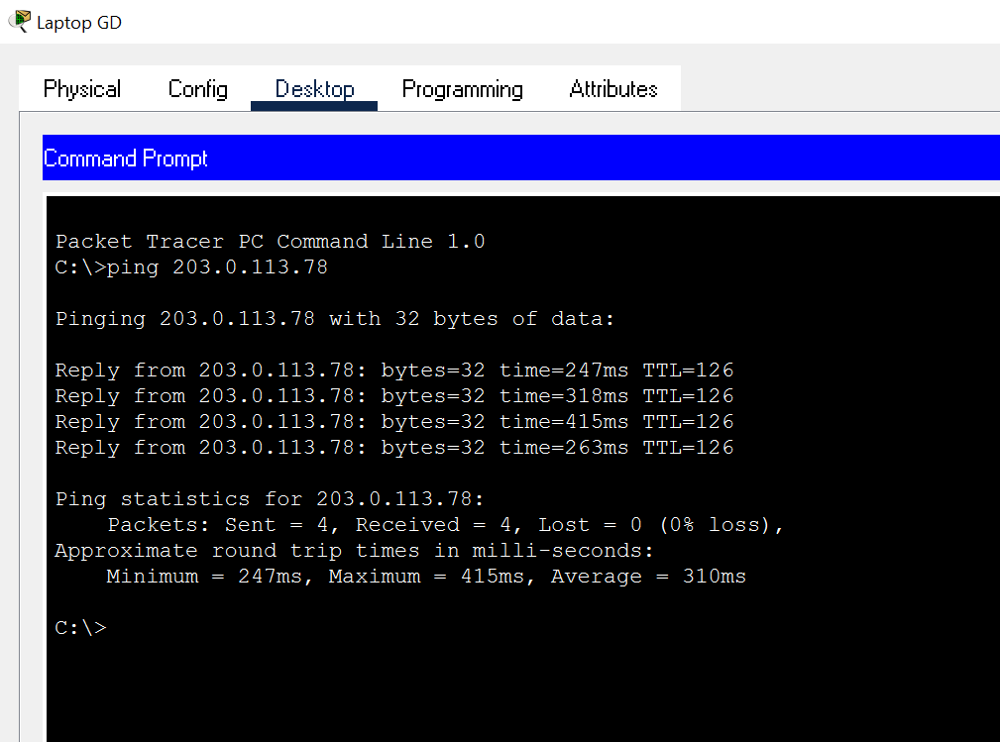 Laptop GD
Physical Config Desktop Programming Attributes
Command Prompt
Packet Tracer PC Command Line 1.0
C:\>ping 203.0.113.78
Pinging 203.0.113.78 with 32 bytes of data:
Reply from 203.0.113.78: bytes=32 time=247ms TTL=126
Reply from 203.0.113.78: bytes=32 time=318ms TTL=126
Reply from 203.0.113.78: bytes=32 time=415ms TTL=126
Reply from 203.0.113.78: bytes=32 time=263ms TTL=126
Ping statistics for 203.0.113.78:
    Packets: Sent = 4, Received = 4, Lost = 0 (0% loss),
Approximate round trip times in milli-seconds:
    Minimum = 247ms, Maximum = 415ms, Average = 310ms
C:\>